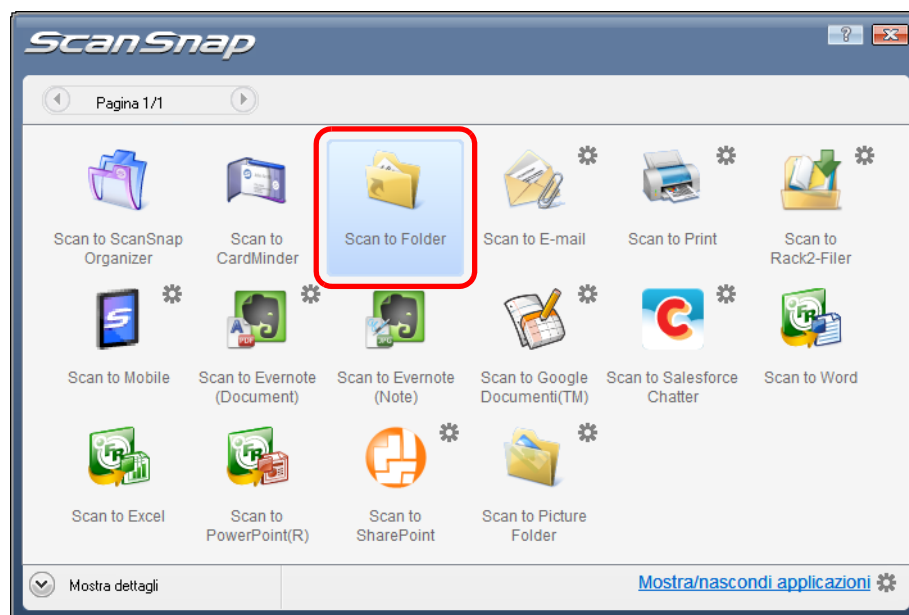 ScanSnap
?
Pagina 1/1
Scan to ScanSnap
Organizer
Scan to
CardMinder
Scan to Folder
Scan to E-mail
Scan to Print
Scan to
Rack2-Filer
Scan to Mobile
Scan to Evernote
(Document)
Scan to Evernote
(Note)
Scan to Google
Documenti(TM)
Scan to Salesforce
Chatter
Scan to Word
Scan to Excel
Scan to
PowerPoint(R)
Scan to
SharePoint
Scan to Picture
Folder
Mostra dettagli
Mostra/nascondi applicazioni